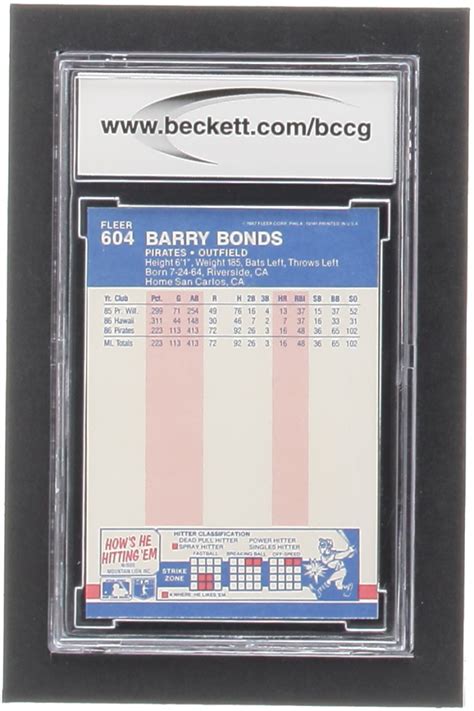 www.beckett.com/bccg
FLEER
604 BARRY BONDS
PIRATES • OUTFIELD
Height 6'1", Weight 185, Bats Left, Throws Left
Born 7-24-64, Riverside, CA
Home San Carlos, CA
Yr. Club Pct. G AB R H 2B 3B HR RBI SB BB SO
85 Pr. Wil. 299 71 254 49 76 16 4 13 37 15 37 52
86 Hawaii 311 44 148 30 46 7 2 7 37 16 33 31
86 Pirates 223 113 413 72 92 26 3 16 48 36 65 102
ML Totals 223 113 413 72 92 26 3 16 48 36 65 102
HOW'S HE
HITTING 'EM
MOUNTAIN LION INC.
HITTER CLASSIFICATION
DEAD PULL HITTER POWER HITTER
SPRAY HITTER SINGLES HITTER
FASTBALL BREAKING BALL OFF-SPEED
STRIKE
ZONE
WHERE HE LIKES 'EM